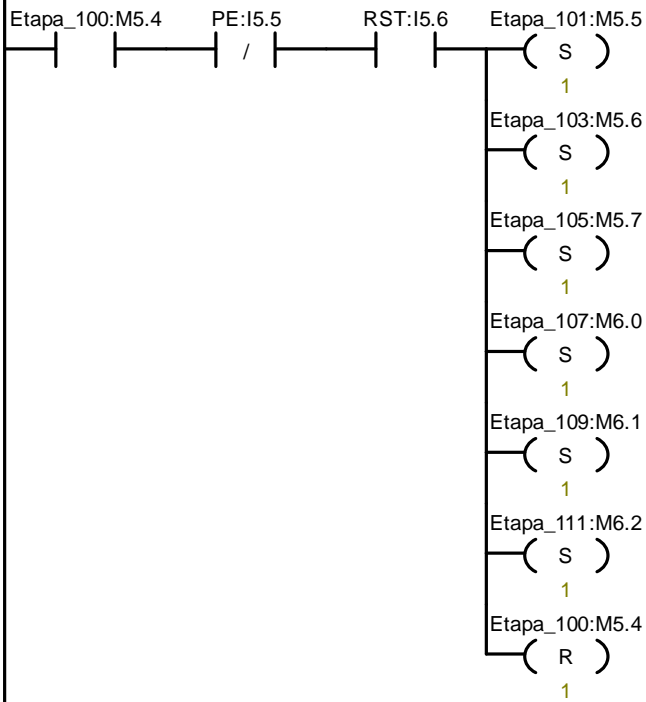 Etapa_100:M5.4 PE:I5.5 RST:I5.6 Etapa_101:M5.5
/ S
1
Etapa_103:M5.6
S
1
Etapa_105:M5.7
S
1
Etapa_107:M6.0
S
1
Etapa_109:M6.1
S
1
Etapa_111:M6.2
S
1
Etapa_100:M5.4
R
1